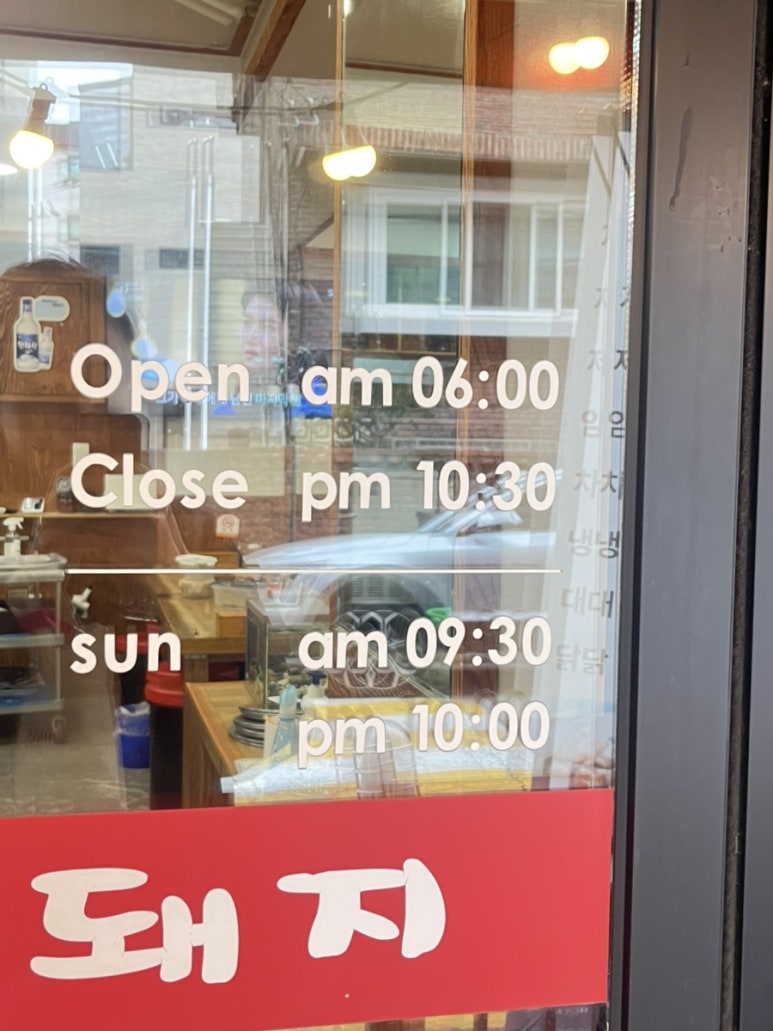 Open am 06:00
Close pm 10:30
sun am 09:30
pm 10:00
돼지